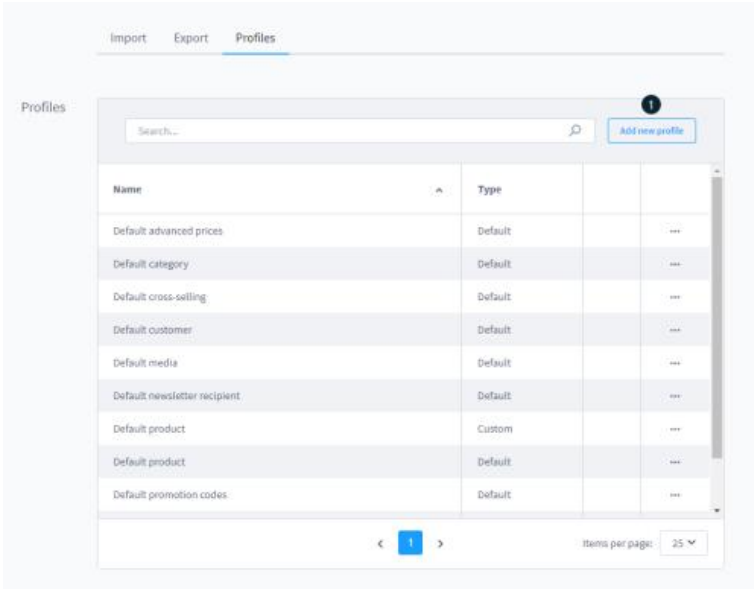 Import Export Profiles
Profiles
1
Search...
Add new profile
Name Type
Default advanced prices Default
Default category Default
Default cross-selling Default
Default customer Default
Default media Default
Default newsletter recipient Default
Default product Custom
Default product Default
Default promotion codes Default
1
Items per page: 25